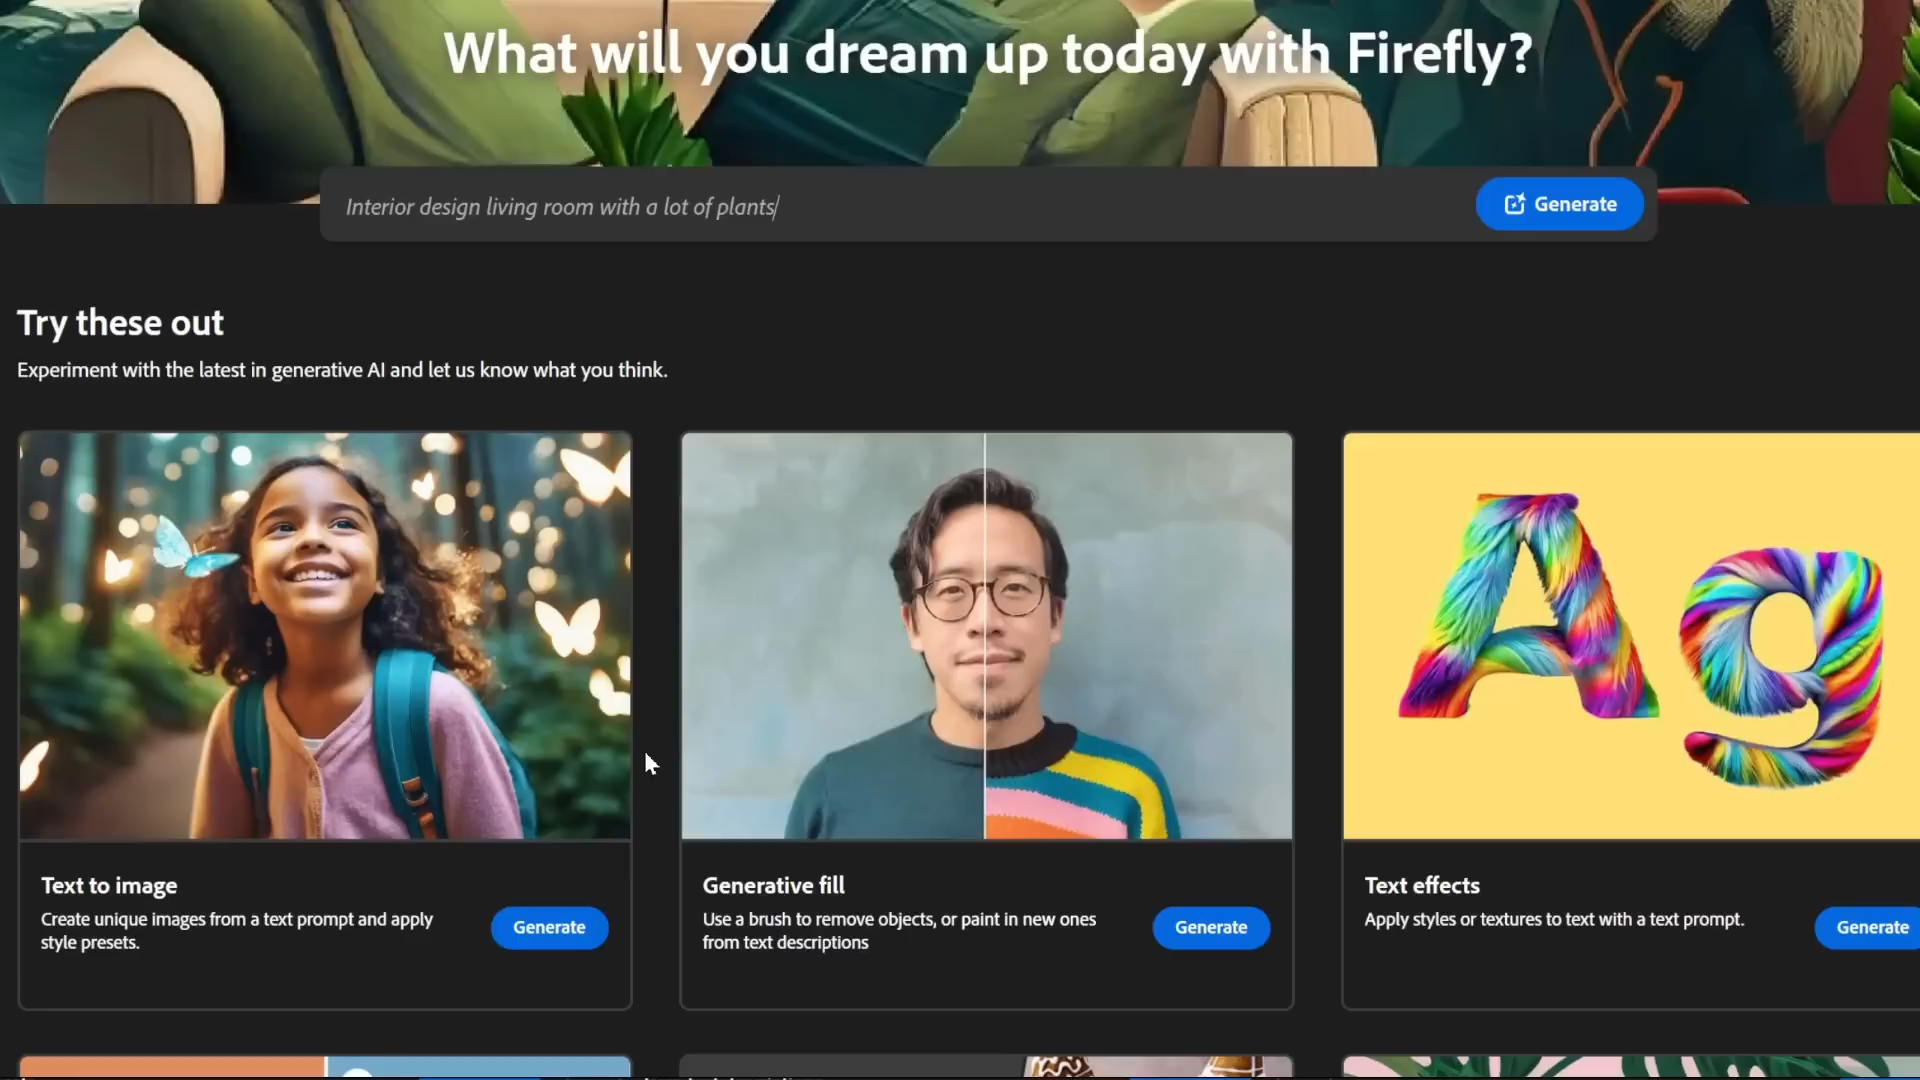 What will you dream up today with Firefly?
Interior design living room with a lot of plants
Generate
Try these out
Experiment with the latest in generative AI and let us know what you think.
Ag
Text to image
Create unique images from a text prompt and apply
style presets.
Generate
Generative fill
Use a brush to remove objects, or paint in new ones
from text descriptions
Generate
Text effects
Apply styles or textures to text with a text prompt.
Generate